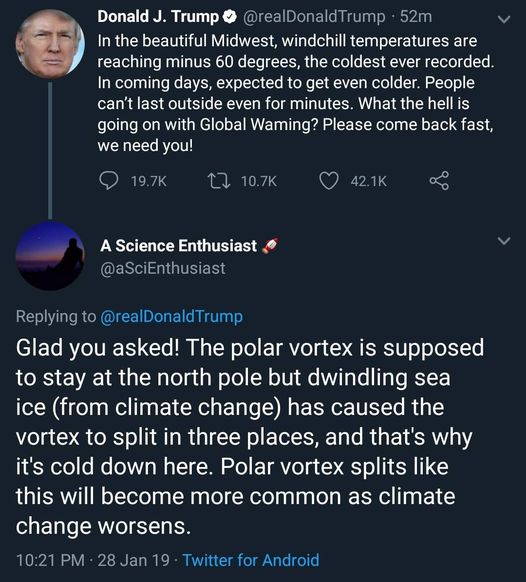 Donald J. Trump @realDonaldTrump · 52m
In the beautiful Midwest, windchill temperatures are
reaching minus 60 degrees, the coldest ever recorded.
In coming days, expected to get even colder. People
can't last outside even for minutes. What the hell is
going on with Global Waming? Please come back fast,
we need you!
19.7K 10.7K 42.1K
A Science Enthusiast 🚀
@aSciEnthusiast
Replying to @realDonaldTrump
Glad you asked! The polar vortex is supposed
to stay at the north pole but dwindling sea
ice (from climate change) has caused the
vortex to split in three places, and that's why
it's cold down here. Polar vortex splits like
this will become more common as climate
change worsens.
10:21 PM · 28 Jan 19 · Twitter for Android